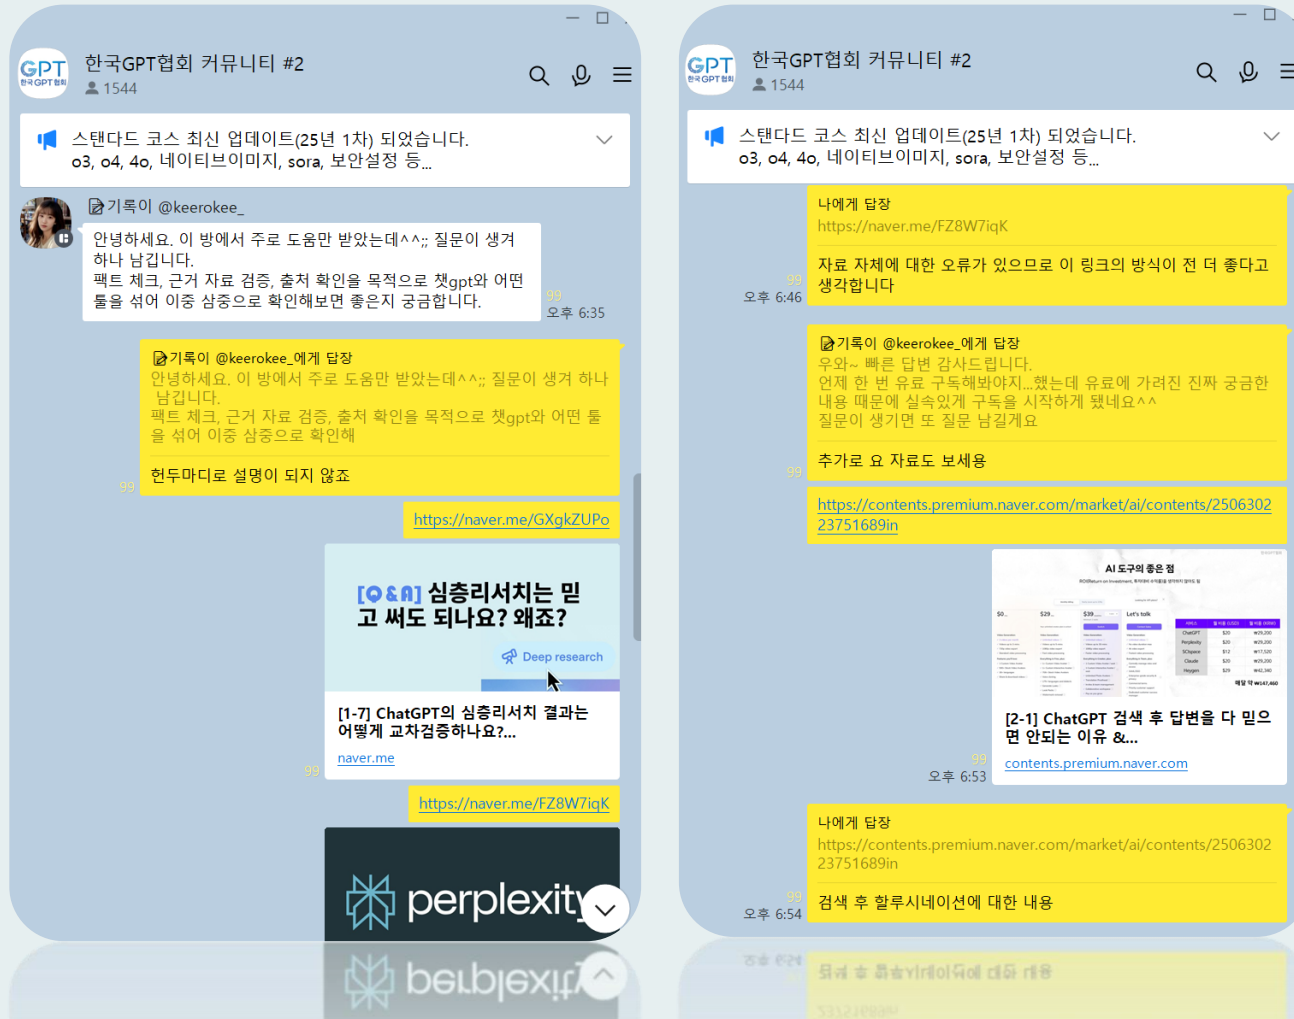 GPT
한국GPT협회
한국GPT협회 커뮤니티 #2
1544
스탠다드 코스 최신 업데이트(25년 1차) 되었습니다.
o3, o4, 4o, 네이티브이미지, sora, 보안설정 등...
기록이 @keerokee_
안녕하세요. 이 방에서 주로 도움만 받았는데^^;; 질문이 생겨
하나 남깁니다.
팩트 체크, 근거 자료 검증, 출처 확인을 목적으로 챗gpt와 어떤
툴을 섞어 이중 삼중으로 확인해보면 좋은지 궁금합니다.
99
오후 6:35
기록이 @keerokee_에게 답장
안녕하세요. 이 방에서 주로 도움만 받았는데^^;; 질문이 생겨 하나
남깁니다.
팩트 체크, 근거 자료 검증, 출처 확인을 목적으로 챗gpt와 어떤 툴
을 섞어 이중 삼중으로 확인해
헌두마디로 설명이 되지 않죠
99
https://naver.me/GXgkZUPo
[Q&A] 심층리서치는 믿
고 써도 되나요? 왜죠?
Deep research
[1-7] ChatGPT의 심층리서치 결과는
어떻게 교차검증하나요?...
naver.me
99
https://naver.me/FZ8W7iqK
perplexity
GPT
한국GPT협회
한국GPT협회 커뮤니티 #2
1544
스탠다드 코스 최신 업데이트(25년 1차) 되었습니다.
o3, o4, 4o, 네이티브이미지, sora, 보안설정 등...
나에게 답장
https://naver.me/FZ8W7iqK
자료 자체에 대한 오류가 있으므로 이 링크의 방식이 전 더 좋다고
생각합니다
99
오후 6:46
기록이 @keerokee_에게 답장
우와~ 빠른 답변 감사드립니다.
언제 한 번 유료 구독해봐야지...했는데 유료에 가려진 진짜 궁금한
내용 때문에 실속있게 구독을 시작하게 됐네요^^
질문이 생기면 또 질문 남길게요
추가로 요 자료도 보세용
99
https://contents.premium.naver.com/market/ai/contents/2506302
23751689in
AI 도구의 좋은 점
$0
$29
$39
Let's talk
ChatGPT $20 ₩29,200
Perplexity $20 ₩29,200
SCIspace $12 ₩17,520
Claude $20 ₩29,200
Heygen $29 ₩42,340
매달 약 ₩147,460
[2-1] ChatGPT 검색 후 답변을 다 믿으
면 안되는 이유 &...
contents.premium.naver.com
99
오후 6:53
나에게 답장
https://contents.premium.naver.com/market/ai/contents/2506302
23751689in
검색 후 할루시네이션에 대한 내용
99
오후 6:54